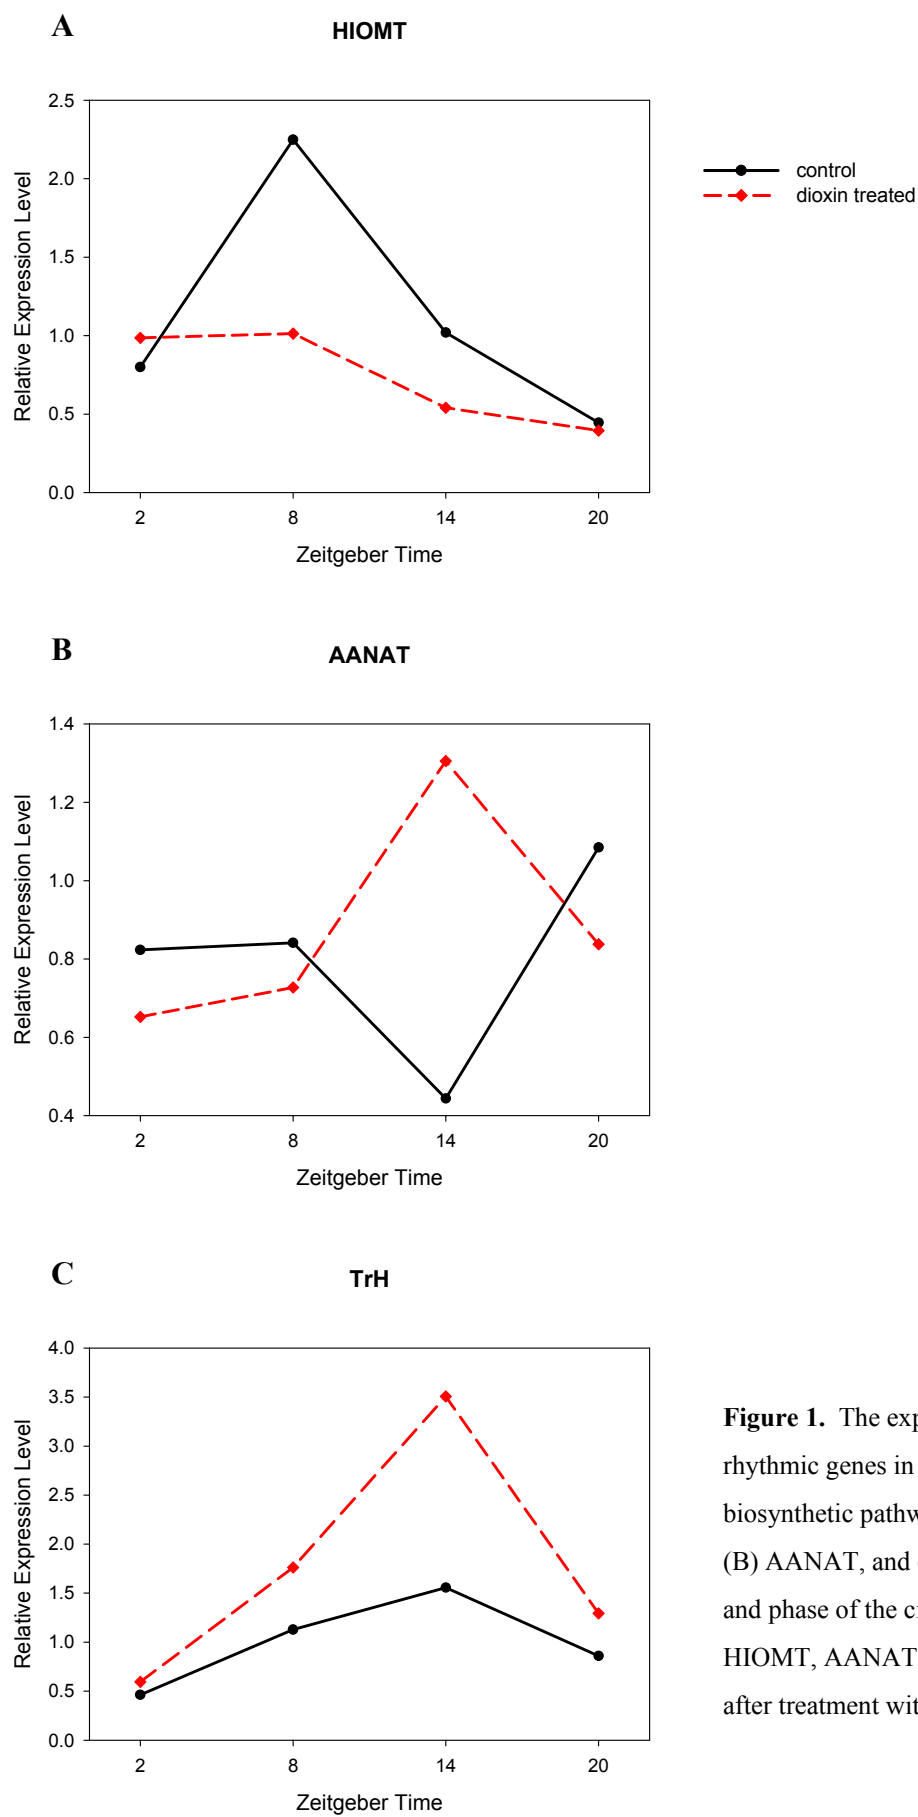 A
HIOMT
2.5
2.0
1.5
1.0
0.5
0.0
Relative Expression Level
2 8 14 20
Zeitgeber Time
control
dioxin treated
B
AANAT
1.4
1.2
1.0
0.8
0.6
0.4
Relative Expression Level
2 8 14 20
Zeitgeber Time
C
TrH
4.0
3.5
3.0
2.5
2.0
1.5
1.0
0.5
0.0
Relative Expression Level
2 8 14 20
Zeitgeber Time
Figure 1. The
rhythmic genes in
biosynthetic
(B) AANAT, and
and phase of the
HIOMT, AANAT
after treatment